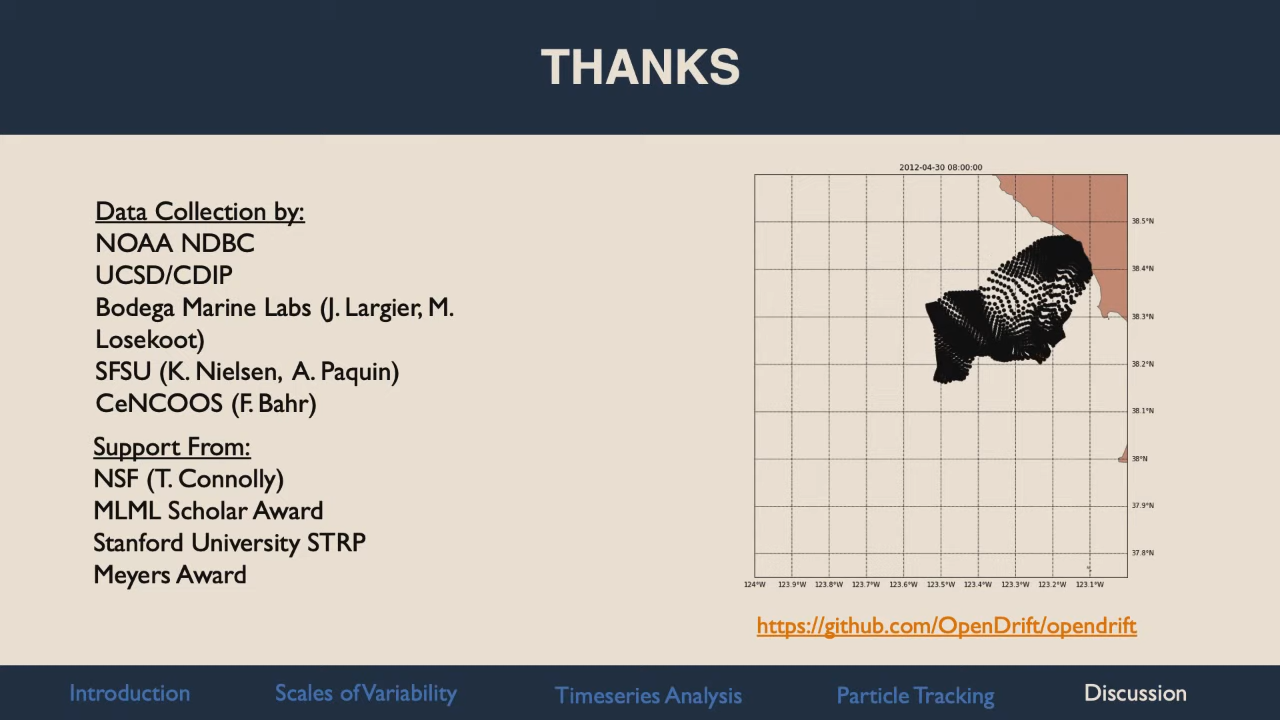 THANKS
Data Collection by:
NOAA NDBC
UCSD/CDIP
Bodega Marine Labs (J. Largier, M.
Losekoot)
SFSU (K. Nielsen, A. Paquin)
CeNCOOS (F. Bahr)
Support From:
NSF (T. Connolly)
MLML Scholar Award
Stanford University STRP
Meyers Award
2012-04-30 08:00:00
38.5°N
38.4°N
38.3°N
38.2°N
38.1°N
38°N
37.9°N
37.8°N
124°W 123.9°W 123.8°W 123.7°W 123.6°W 123.5°W 123.4°W 123.3°W 123.2°W 123.1°W
https://github.com/OpenDrift/opendrift
Introduction Scales of Variability Timeseries Analysis Particle Tracking Discussion